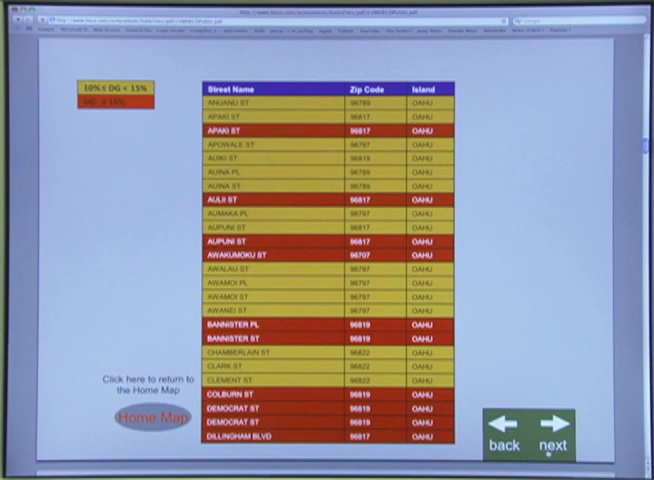 10% ≤ DG < 15%
DG ≥ 15%
Street Name Zip Code Island
ANUANU ST 96789 OAHU
APAKI ST 96817 OAHU
APAKI ST 96817 OAHU
APOWALE ST 96797 OAHU
AUIKI ST 96819 OAHU
AUINA PL 96789 OAHU
AUINA ST 96789 OAHU
AULII ST 96817 OAHU
AUMAKA PL 96797 OAHU
AUPUNI ST 96817 OAHU
AUPUNI ST 96817 OAHU
AWAKUMOKU ST 96707 OAHU
AWALAU ST 96797 OAHU
AWAMOI PL 96797 OAHU
AWAMOI ST 96797 OAHU
AWANEI ST 96797 OAHU
BANNISTER PL 96819 OAHU
BANNISTER ST 96819 OAHU
CHAMBERLAIN ST 96822 OAHU
CLARK ST 96822 OAHU
CLEMENT ST 96822 OAHU
COLBURN ST 96819 OAHU
DEMOCRAT ST 96819 OAHU
DEMOCRAT ST 96819 OAHU
DILLINGHAM BLVD 96817 OAHU
Click here to return to
the Home Map
Home Map
back next